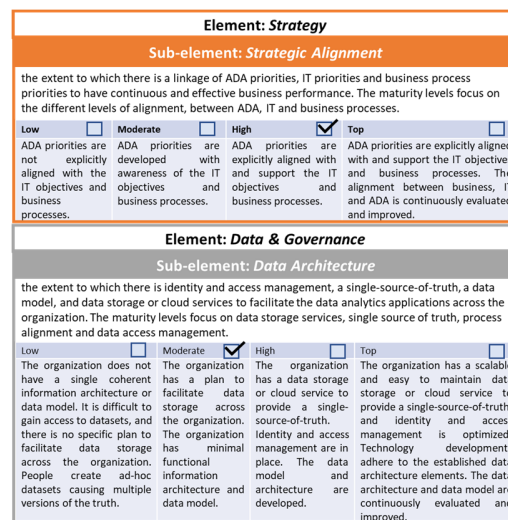 Element: Strategy
Sub-element: Strategic Alignment
the extent to which there is a linkage of ADA priorities, IT priorities and business process
priorities to have continuous and effective business performance. The maturity levels focus on
the different levels of alignment, between ADA, IT and business processes.
Low
ADA priorities are
not explicitly
aligned with the
IT objectives and
business
processes.
Moderate
ADA priorities are
developed with
awareness of the IT
objectives and
business processes.
High
ADA priorities are
explicitly aligned with
and support the IT
objectives and
business processes.
Top
ADA priorities are explicitly aligned
with and support the IT objective
and business processes. The
alignment between business, IT
and ADA is continuously evaluated
and improved.
Element: Data & Governance
Sub-element: Data Architecture
the extent to which there is identity and access management, a single-source-of-truth, a data
model, and data storage or cloud services to facilitate the data analytics applications across the
organization. The maturity levels focus on data storage services, single source of truth, process
alignment and data access management.
Low
The organization does not
have a single coherent
information architecture or
data model. It is difficult to
gain access to datasets, and
there is no specific plan to
facilitate data storage
across the organization.
People create ad-hoc
datasets causing multiple
versions of the truth.
Moderate
The organization
has a plan to
facilitate data
storage across
the organization.
The organization
has minimal
functional
information
architecture and
data model.
High
The organization
has a data storage
or cloud service to
provide a single-
source-of-truth.
Identity and access
management are in
place. The data
model and
architecture are
developed.
Top
The organization has a scalable
and easy to maintain data
storage or cloud service to
provide a single-source-of-truth
and identity and access
management is optimized.
Technology development
adhere to the established data
architecture elements. The data
architecture and data model are
continuously evaluated and
improved.